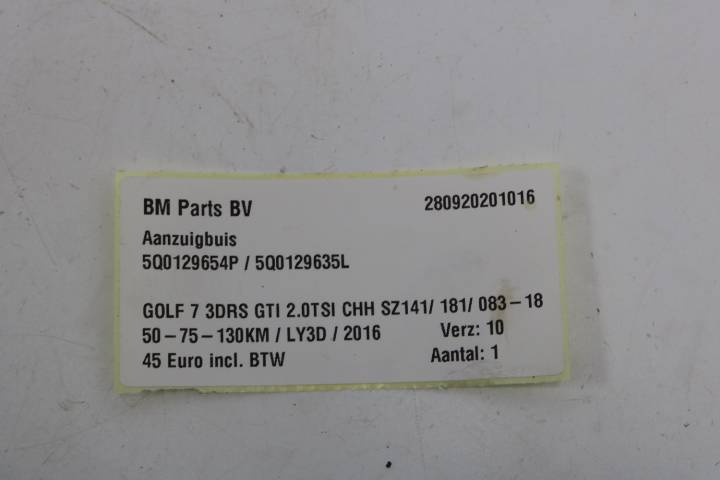 BM Parts BV 280920201016
Aanzuigbuis
5Q0129654P / 5Q0129635L
GOLF 7 3DRS GTI 2.0TSI CHH SZ141/ 181/ 083-18
50-75-130KM / LY3D / 2016 Verz: 10
45 Euro incl. BTW Aantal: 1